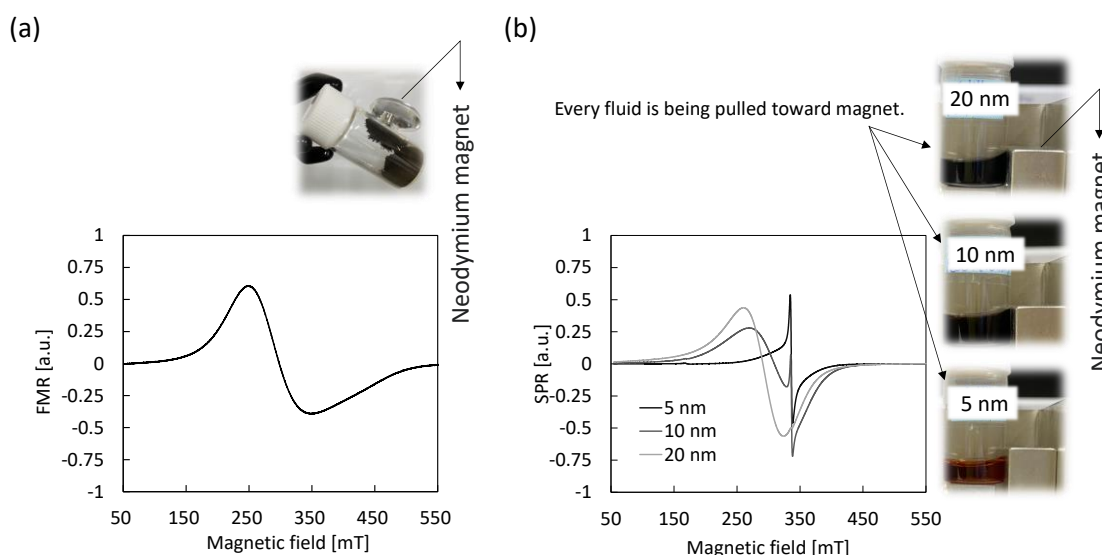 (a)
Neodymium magnet
1
0.75
0.5
0.25
0
-0.25
-0.5
-0.75
-1
FMR [a.u.]
50 150 250 350 450 550
Magnetic field [mT]
(b)
Every fluid is being pulled toward magnet.
20 nm
10 nm
5 nm
Neodymium magnet
1
0.75
0.5
0.25
0
-0.25
-0.5
-0.75
-1
SPR [a.u.]
5 nm
10 nm
20 nm
50 150 250 350 450 550
Magnetic field [mT]